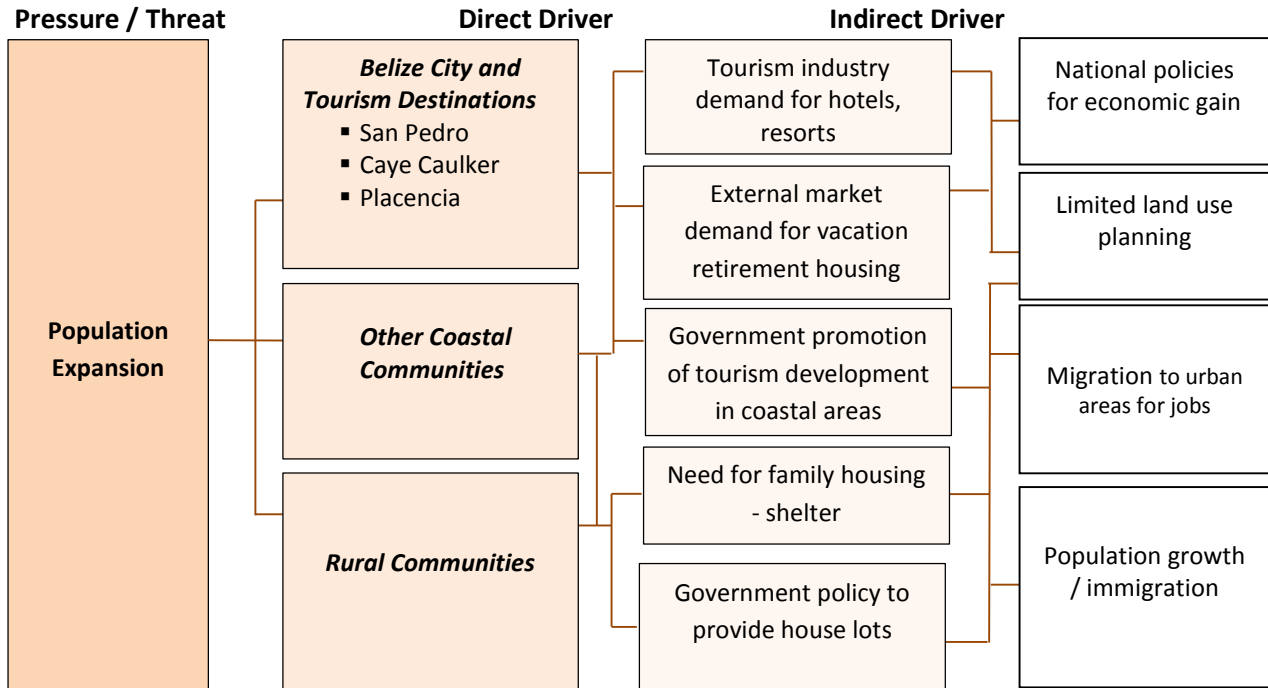 Pressure / Threat
Direct Driver
Indirect Driver
Population
Expansion
Belize City and
Tourism Destinations
▪ San Pedro
▪ Caye Caulker
▪ Placencia
Other Coastal
Communities
Rural Communities
Tourism industry
demand for hotels,
resorts
External market
demand for vacation
retirement housing
Government promotion
of tourism development
in coastal areas
Need for family housing
- shelter
Government policy to
provide house lots
National policies
for economic gain
Limited land use
planning
Migration to urban
areas for jobs
Population growth
/ immigration